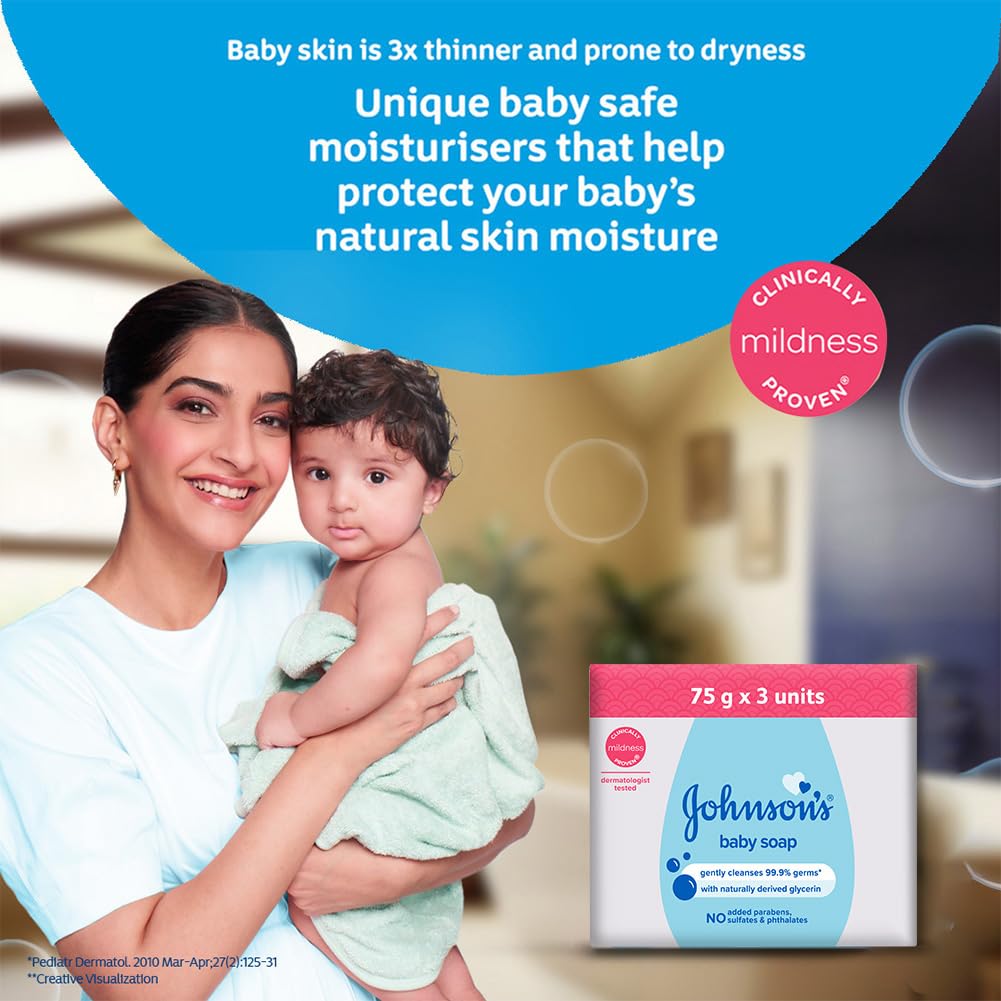 Baby skin is 3x thinner and prone to dryness
Unique baby safe
moisturisers that help
protect your baby's
natural skin moisture
CLINICALLY
mildness
PROVEN®
75 g x 3 units
CLINICALLY
mildness
PROVEN®
dermatologist
tested
Johnson's®
baby soap
gently cleanses 99.9% germs*
with naturally derived glycerin
NO added parabens,
sulfates & phthalates
*Pediatr Dermatol. 2010 Mar-Apr;27(2):125-31
**Creative Visualization